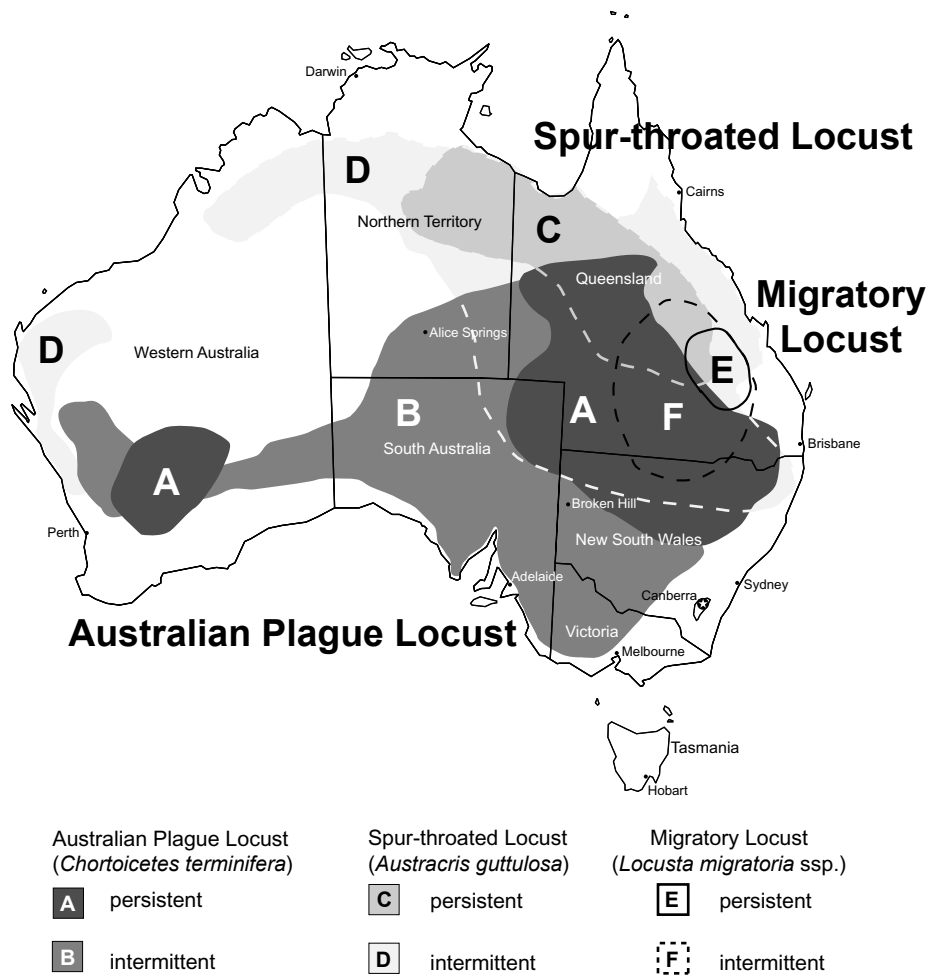 Darwin
Spur-throated Locust
D
Cairns
Northern Territory
C
Queensland
Migratory
Locust
Alice Springs
D
Western Australia
E
B
A
F
South Australia
Brisbane
A
Broken Hill
Perth
New South Wales
Adelaide
Sydney
Canberra
Australian Plague Locust
Victoria
Melbourne
Tasmania
Hobart
Australian Plague Locust
(Chortoicetes terminifera)
A persistent
B intermittent
Spur-throated Locust
(Austracris guttulosa)
C persistent
D intermittent
Migratory Locust
(Locusta migratoria ssp.)
E persistent
F intermittent